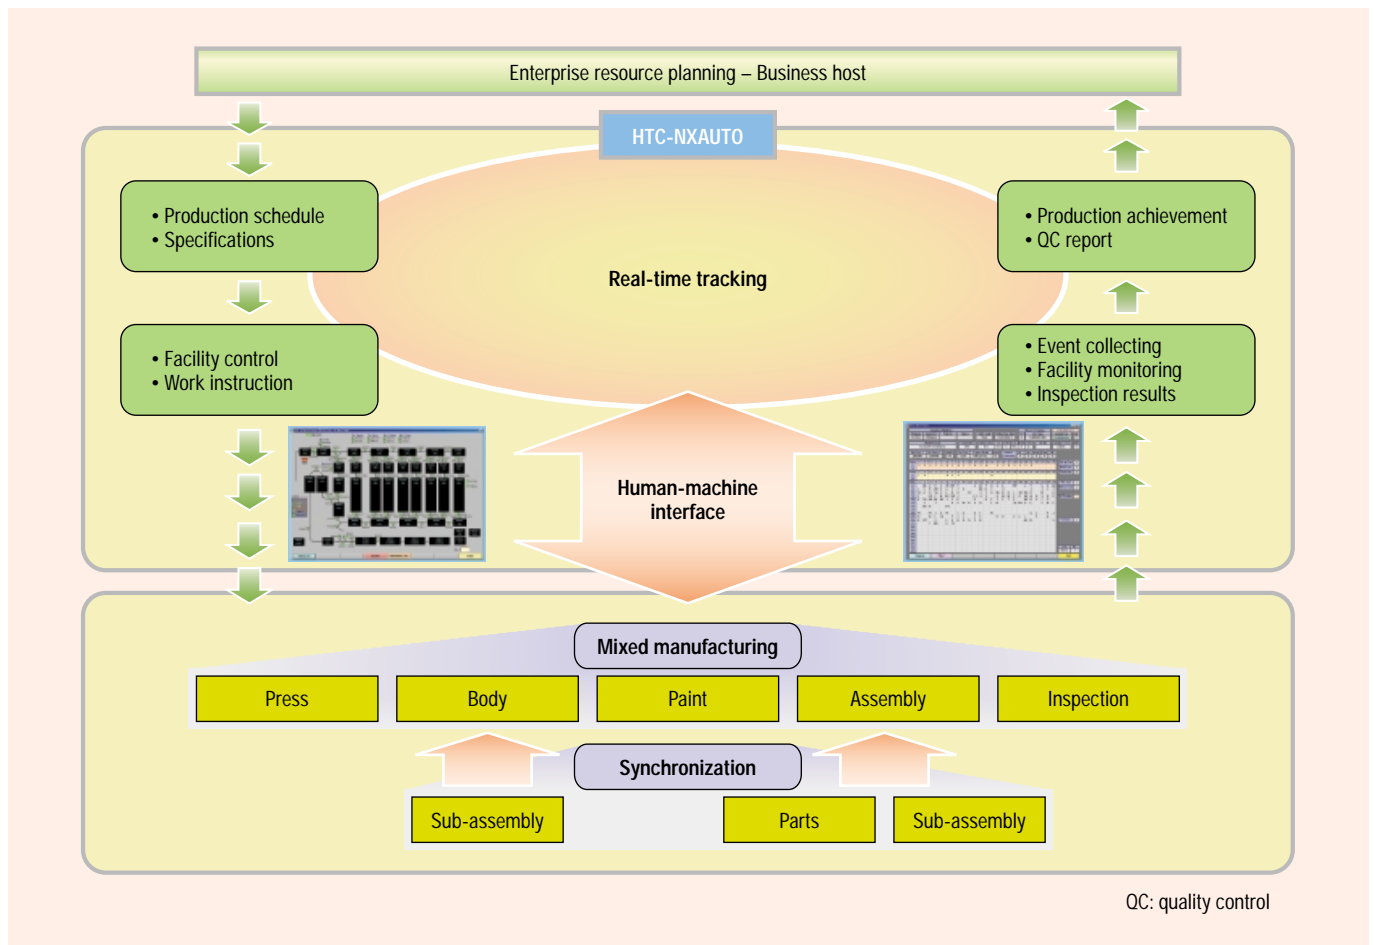 Enterprise resource planning – Business host
HTC-NXAUTO
• Production schedule
• Specifications
• Production achievement
• QC report
Real-time tracking
• Facility control
• Work instruction
• Event collecting
• Facility monitoring
• Inspection results
Human-machine
interface
Mixed manufacturing
Press
Body
Paint
Assembly
Inspection
Synchronization
Sub-assembly
Parts
Sub-assembly
QC: quality control